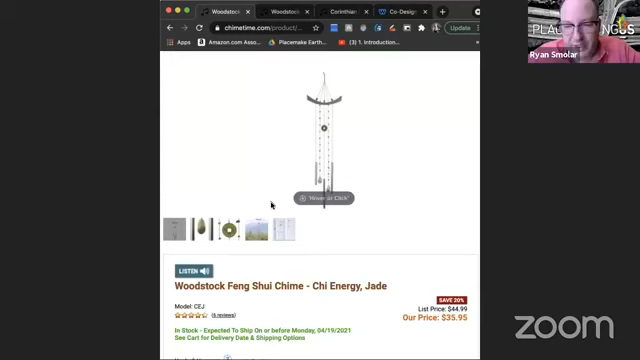 Woodstock
Woodstock
Corinthian
Co-Design
chimetime.com/product/...
Update
Apps
Amazon.com Asso...
Placemake Earth...
(3) 1. Introduction...
Ryan Smolar
US
"Hover or Click"
LISTEN
Woodstock Feng Shui Chime - Chi Energy, Jade
SAVE 20%
Model: CEJ
List Price: $44.99
(6 reviews)
Our Price: $35.95
In Stock - Expected To Ship On or before Monday, 04/19/2021
See Cart for Delivery Date & Shipping Options
zoom